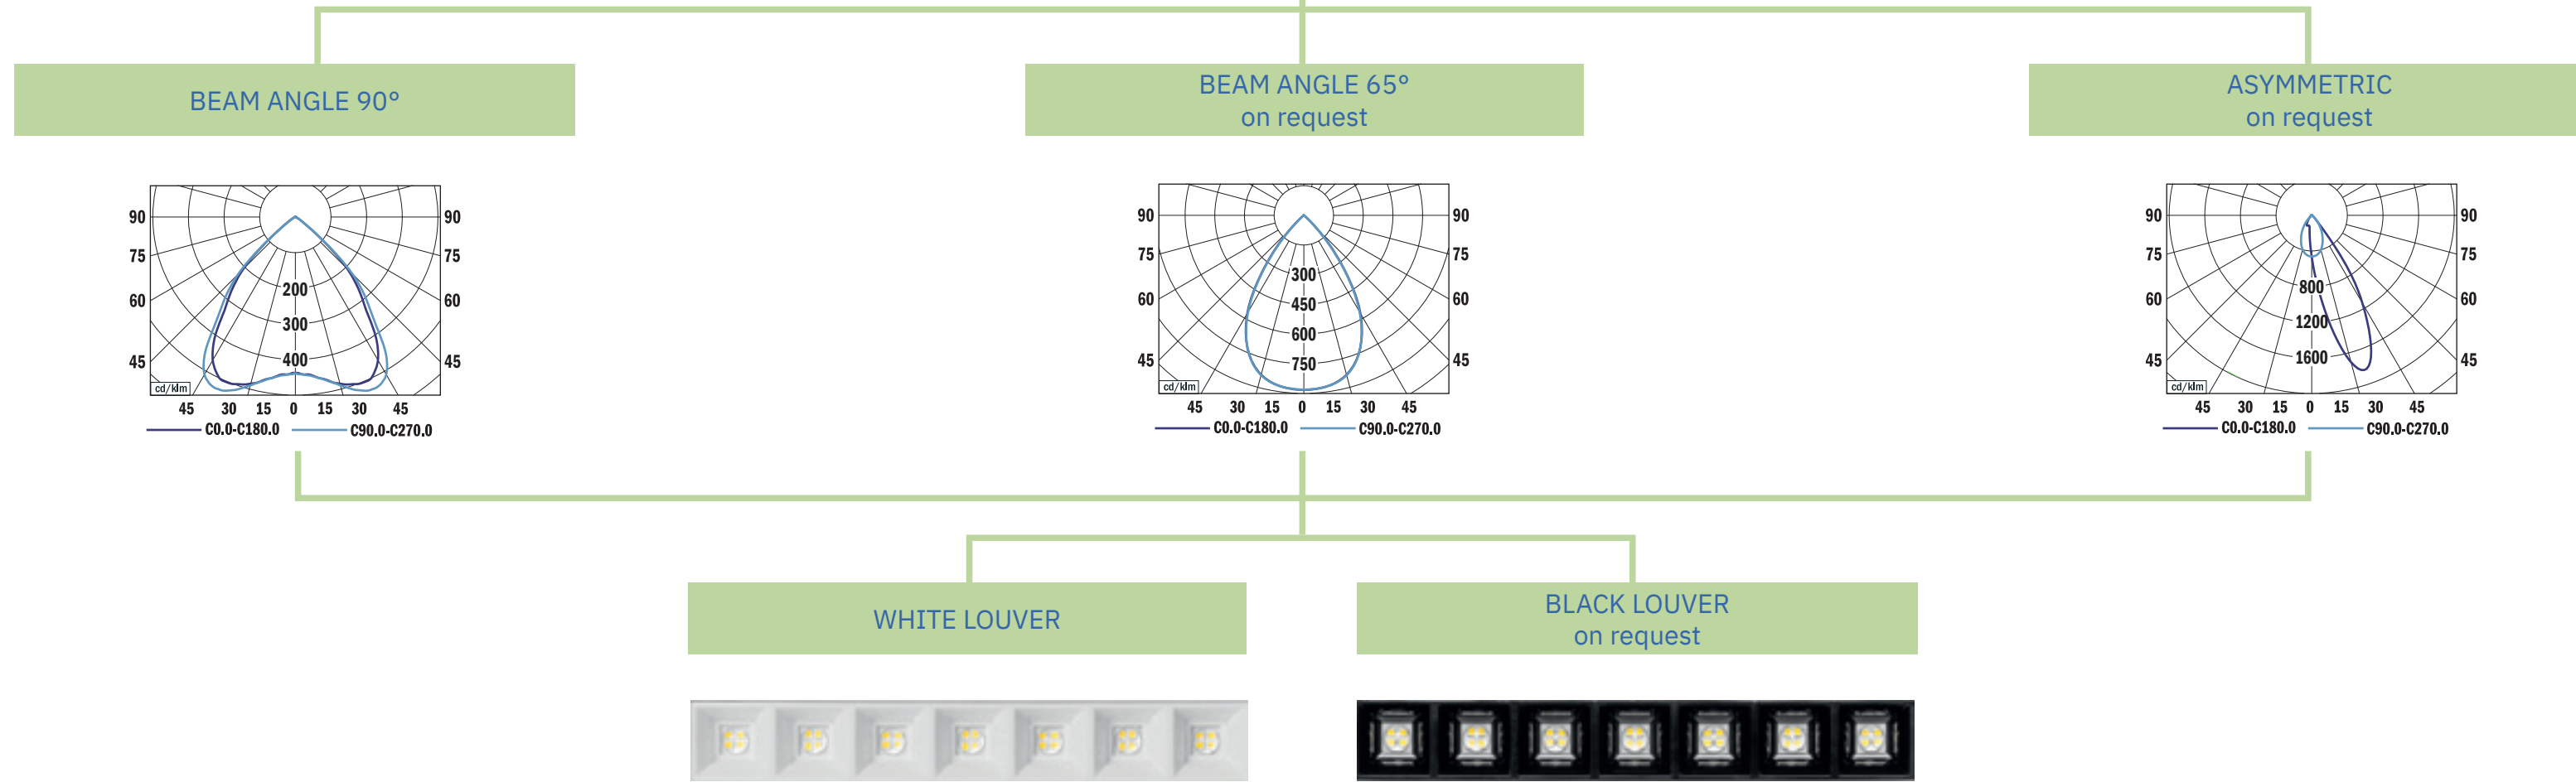 BEAM ANGLE 90°
BEAM ANGLE 65°
on request
ASYMMETRIC
on request
90 90
75 75
200
60 60
300
45 400 45
cd/klm
45 30 15 0 15 30 45
C0.0-C180.0 C90.0-C270.0
90 90
75 75
300
60 450 60
600
45 750 45
cd/klm
45 30 15 0 15 30 45
C0.0-C180.0 C90.0-C270.0
90 90
75 75
800
60 60
1200
45 1600 45
cd/klm
45 30 15 0 15 30 45
C0.0-C180.0 C90.0-C270.0
WHITE LOUVER
BLACK LOUVER
on request